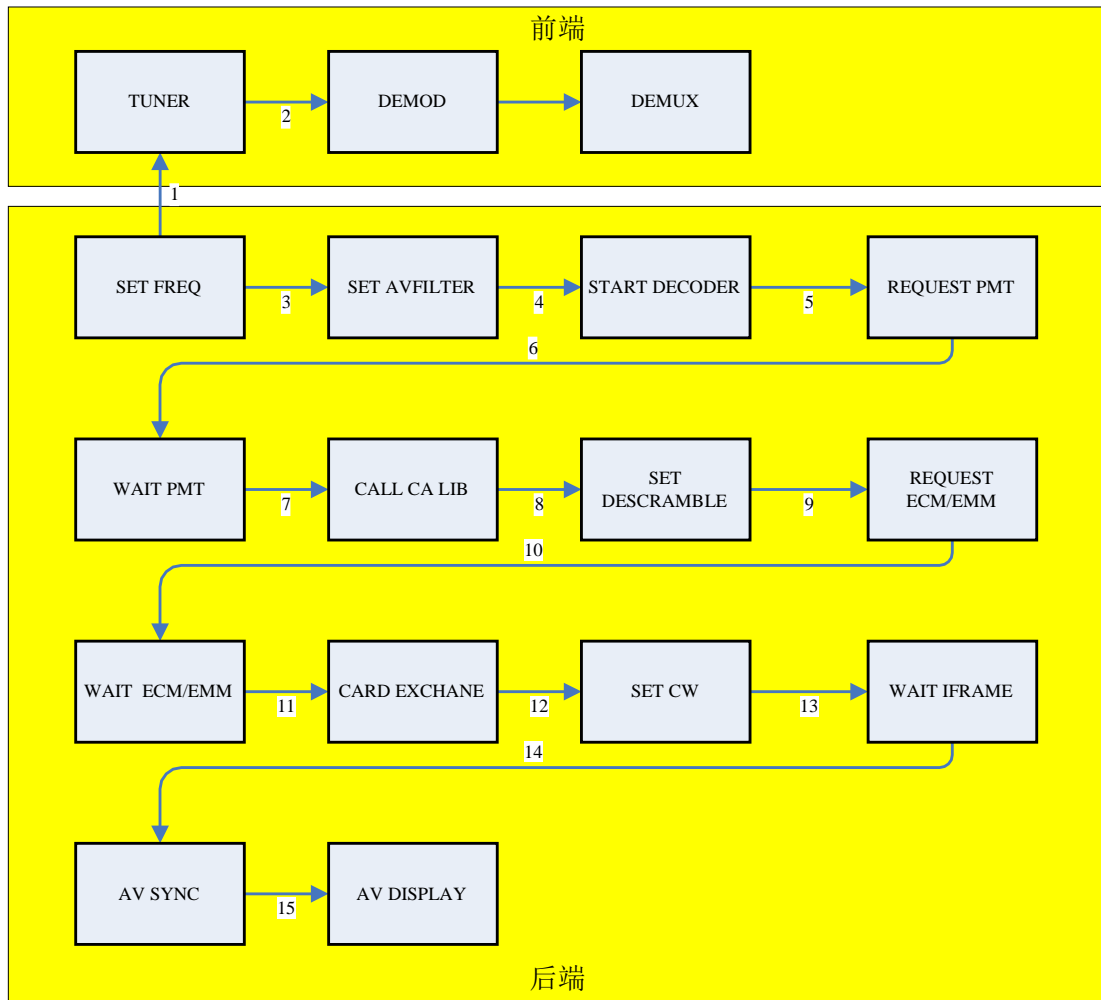 前端
TUNER
2
DEMOD
DEMUX
1
SET FREQ
3
SET AVFILTER
4
START DECODER
5
REQUEST PMT
6
WAIT PMT
7
CALL CA LIB
8
SET
DESCRAMBLE
9
REQUEST
ECM/EMM
10
WAIT ECM/EMM
11
CARD EXCHANE
12
SET CW
13
WAIT IFRAME
14
AV SYNC
15
AV DISPLAY
后端